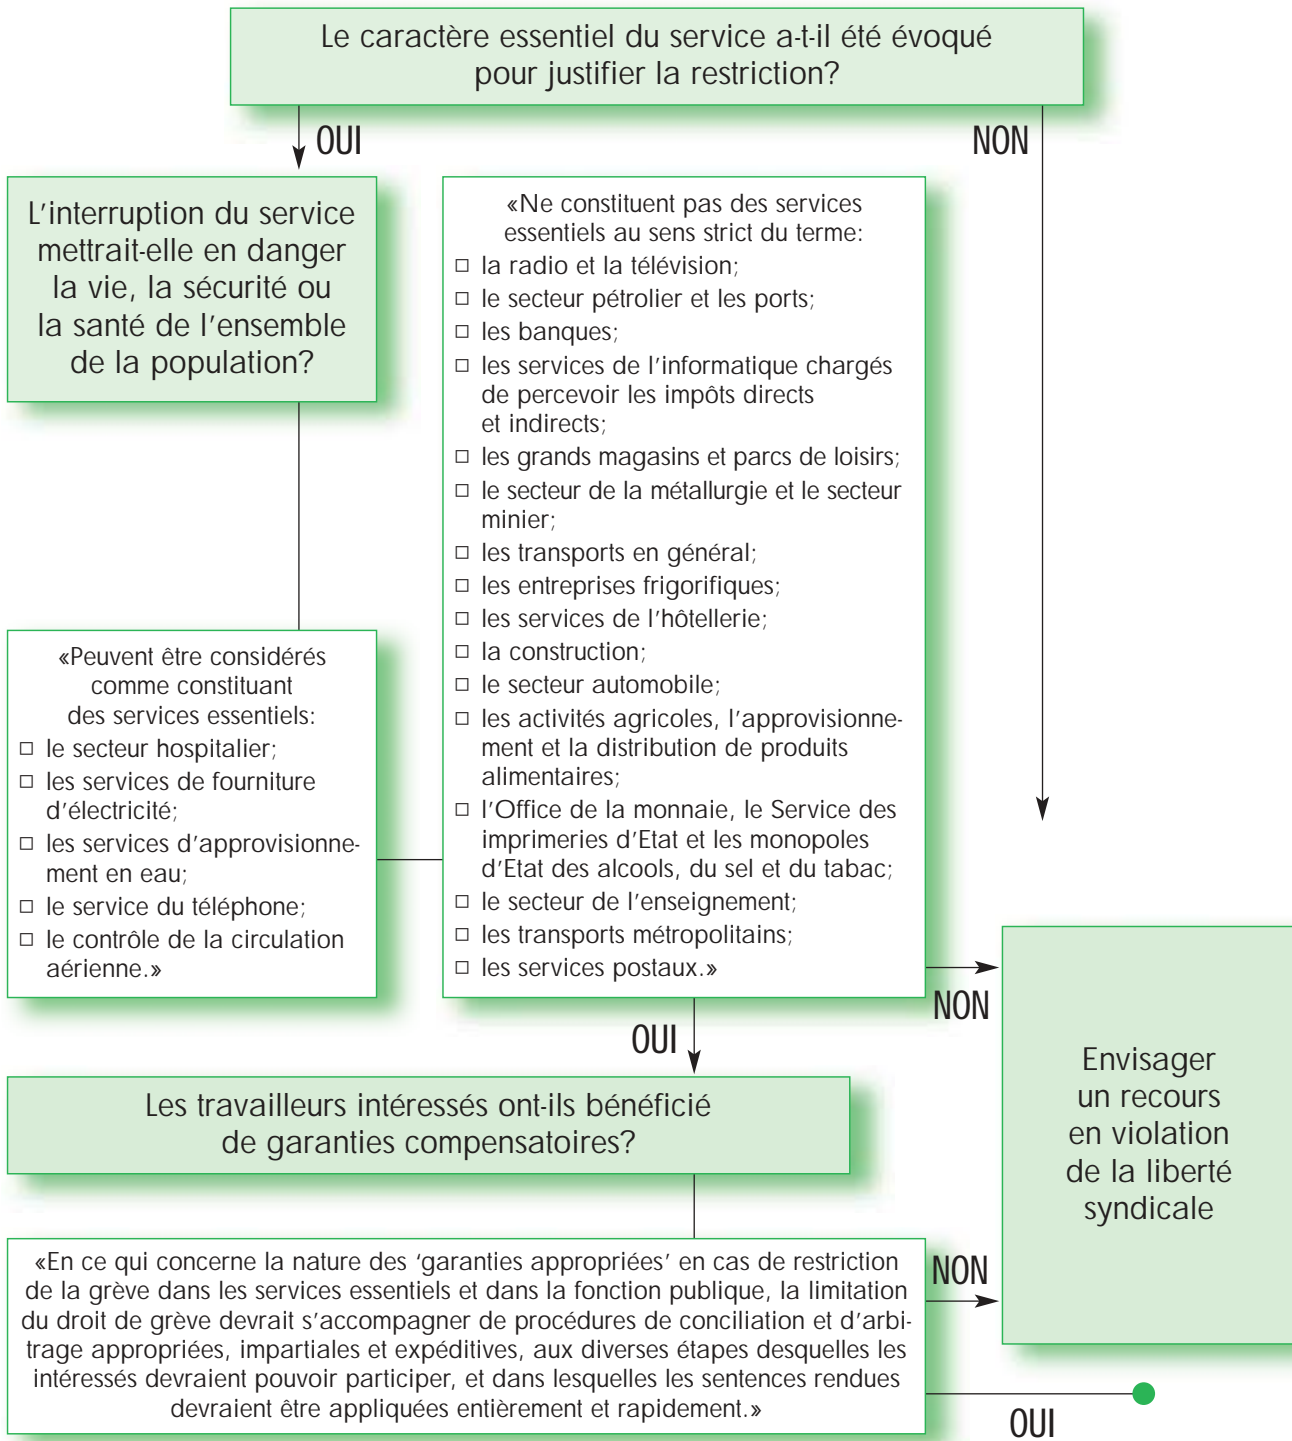 Le caractère essentiel du service a-t-il été évoqué
pour justifier la restriction?
OUI
NON
L'interruption du service
mettrait-elle en danger
la vie, la sécurité ou
la santé de l'ensemble
de la population?
«Peuvent être considérés
comme constituant
des services essentiels:
□ le secteur hospitalier;
□ les services de fourniture
d'électricité;
□ les services d'approvisionne-
ment en eau;
□ le service du téléphone;
□ le contrôle de la circulation
aérienne.»
«Ne constituent pas des services
essentiels au sens strict du terme:
□ la radio et la télévision;
□ le secteur pétrolier et les ports;
□ les banques;
□ les services de l'informatique chargés
de percevoir les impôts directs
et indirects;
□ les grands magasins et parcs de loisirs;
□ le secteur de la métallurgie et le secteur
minier;
□ les transports en général;
□ les entreprises frigorifiques;
□ les services de l'hôtellerie;
□ la construction;
□ le secteur automobile;
□ les activités agricoles, l'approvisionne-
ment et la distribution de produits
alimentaires;
□ l'Office de la monnaie, le Service des
imprimeries d'Etat et les monopoles
d'Etat des alcools, du sel et du tabac;
□ le secteur de l'enseignement;
□ les transports métropolitains;
□ les services postaux.»
NON
OUI
Les travailleurs intéressés ont-ils bénéficié
de garanties compensatoires?
Envisager
un recours
en violation
de la liberté
syndicale
«En ce qui concerne la nature des 'garanties appropriées' en cas de restriction
de la grève dans les services essentiels et dans la fonction publique, la limitation
du droit de grève devrait s'accompagner de procédures de conciliation et d'arbi-
trage appropriées, impartiales et expéditives, aux diverses étapes desquelles les
intéressés devraient pouvoir participer, et dans lesquelles les sentences rendues
devraient être appliquées entièrement et rapidement.»
NON
OUI